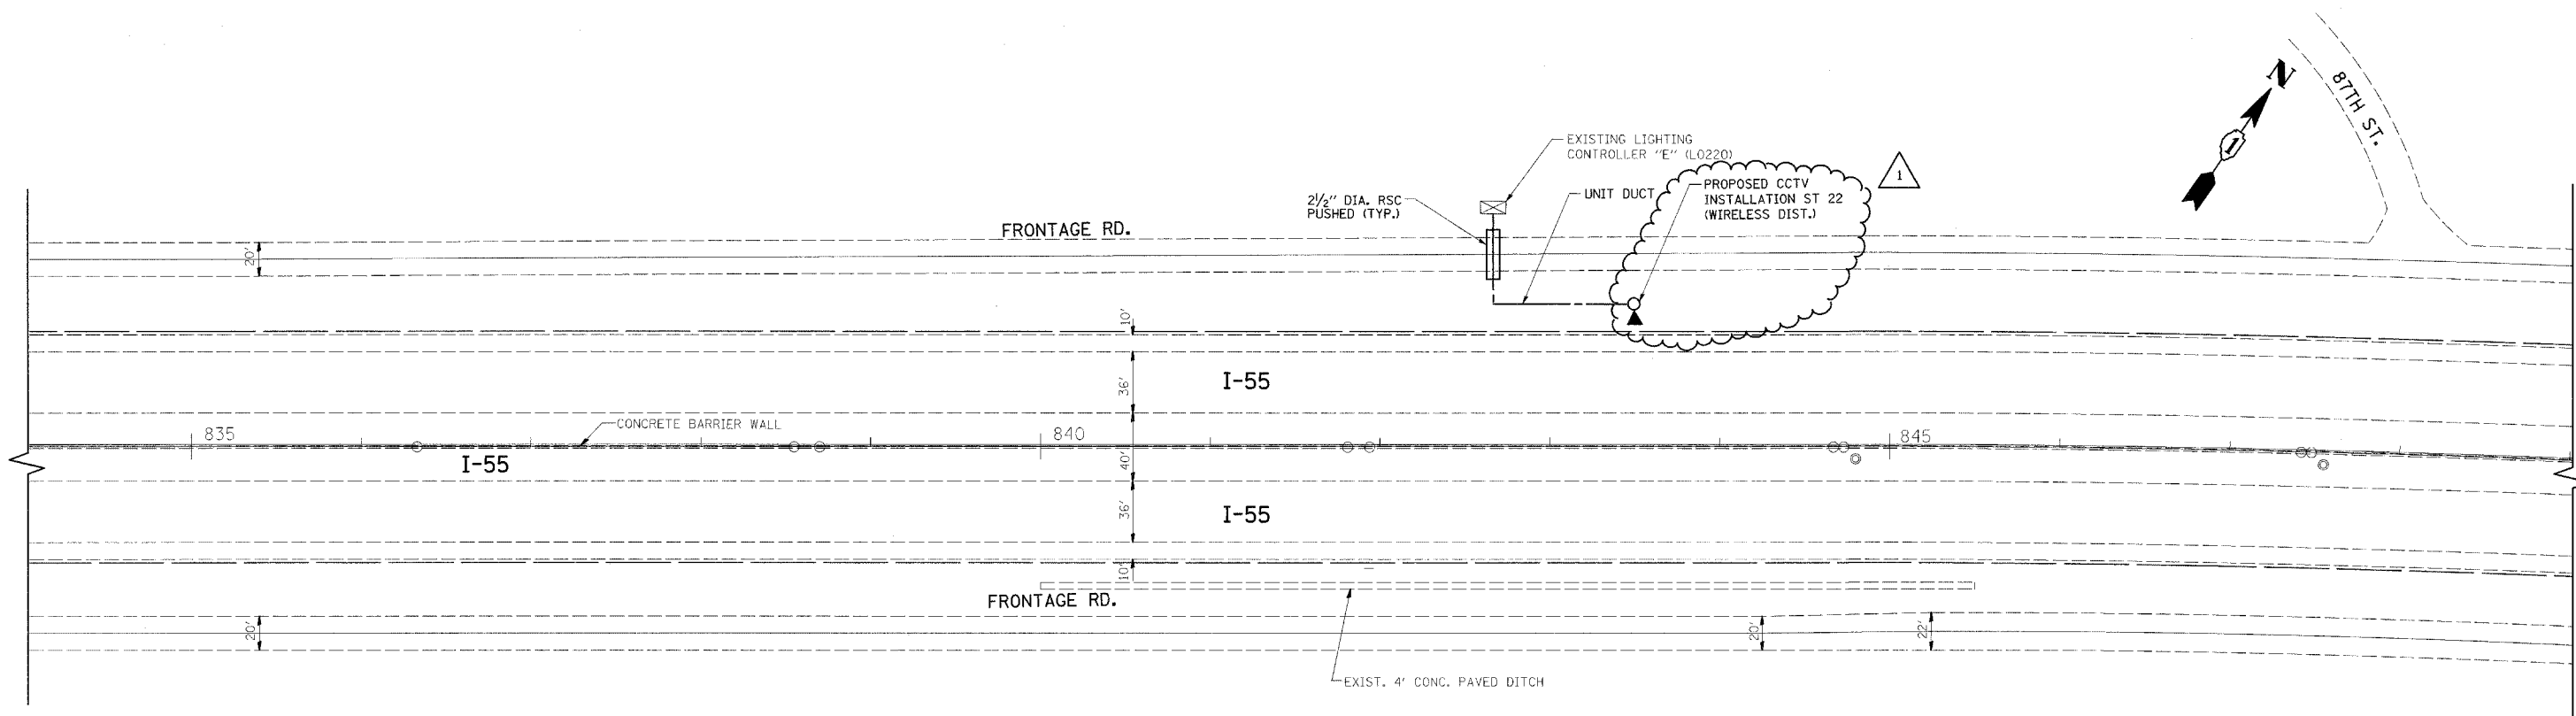 N
1
87TH ST.
EXISTING LIGHTING
CONTROLLER "E" (L0220)
1
2½" DIA. RSC
PUSHED (TYP.)
UNIT DUCT
PROPOSED CCTV
INSTALLATION ST 22
(WIRELESS DIST.)
FRONTAGE RD.
20'
10'
36'
I-55
835
CONCRETE BARRIER WALL
840
845
I-55
40'
36'
I-55
10'
FRONTAGE RD.
20'
20'
22'
EXIST. 4' CONC. PAVED DITCH